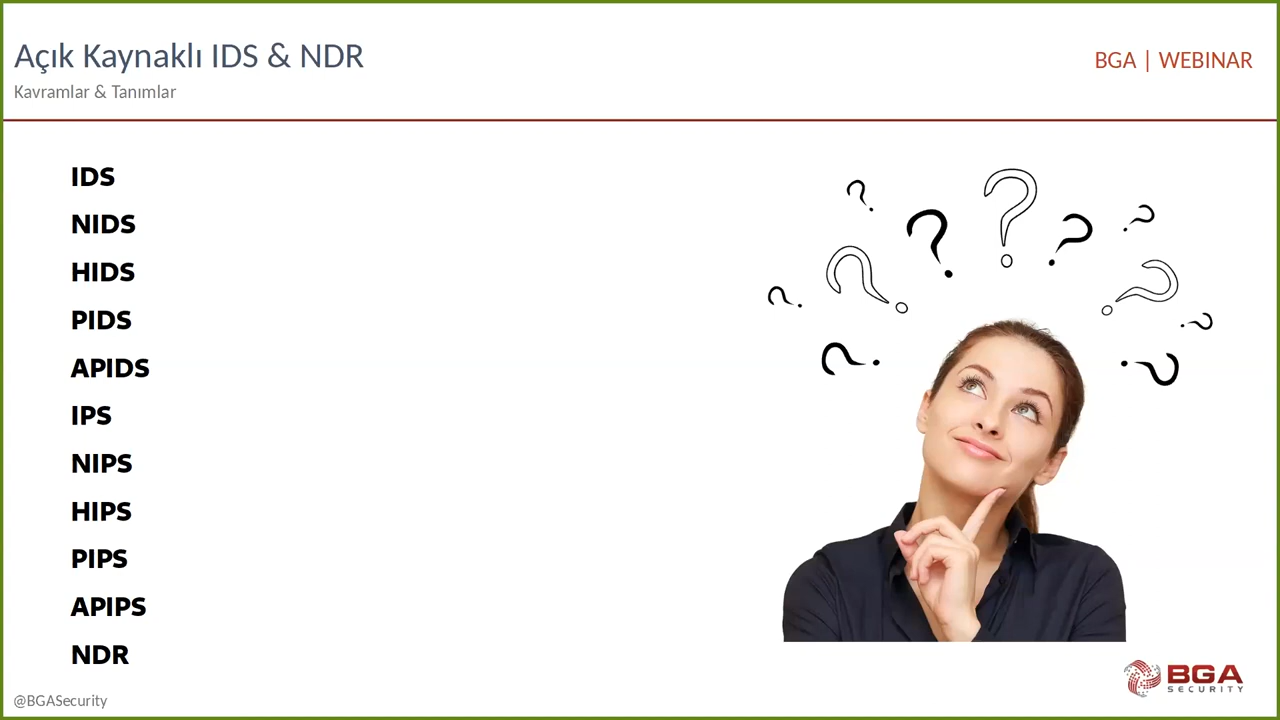 Açık Kaynaklı IDS & NDR
Kavramlar & Tanımlar
BGA | WEBINAR
IDS
NIDS
HIDS
PIDS
APIDS
IPS
NIPS
HIPS
PIPS
APIPS
NDR
@BGASecurity
BGA
SECURITY